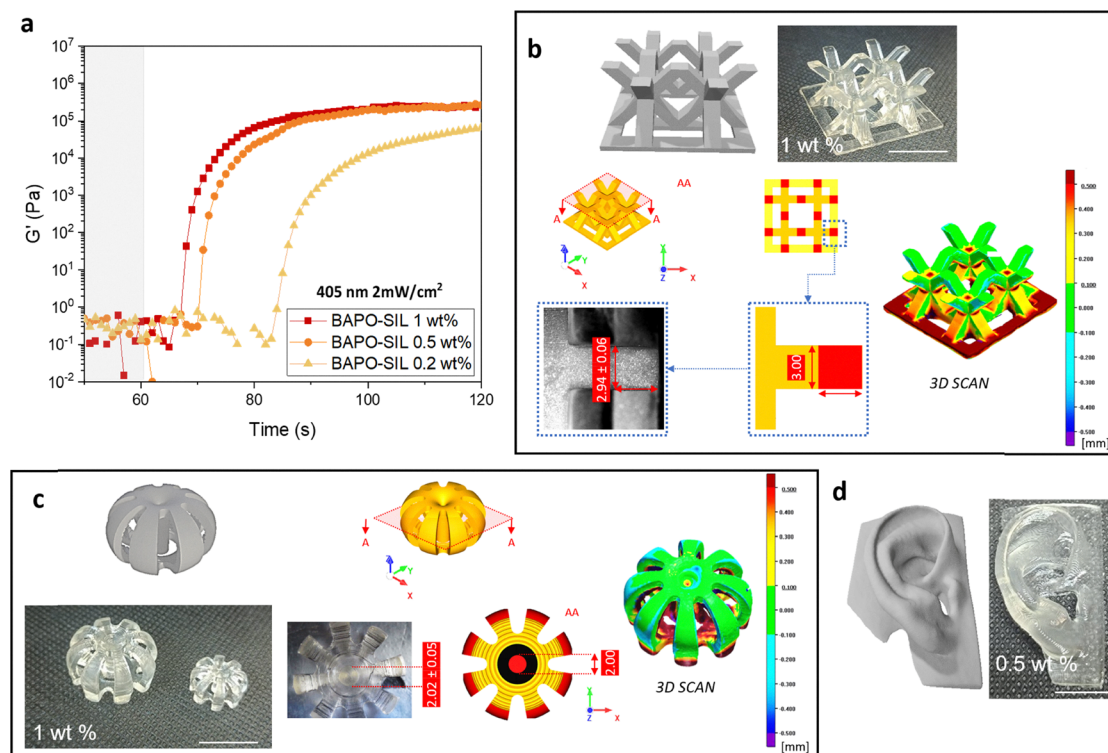 a
10⁷
10⁶
10⁵
10⁴
10³
10²
10¹
10⁰
10⁻¹
10⁻²
G' (Pa)
60
80
100
120
Time (s)
405 nm 2mW/cm²
BAPO-SIL 1 wt%
BAPO-SIL 0.5 wt%
BAPO-SIL 0.2 wt%
b
1 wt %
AA
A
A
Z
Y
X
Y
Z
X
2.94 ± 0.06
3.00
3D SCAN
0.500
0.400
0.300
0.200
0.100
0.000
-0.100
-0.200
-0.300
-0.400
-0.500
[mm]
c
1 wt %
A
A
Z
Y
X
2.02 ± 0.05
AA
2.00
Y
Z
X
3D SCAN
0.500
0.400
0.300
0.200
0.100
0.000
-0.100
-0.200
-0.300
-0.400
-0.500
[mm]
d
0.5 wt %